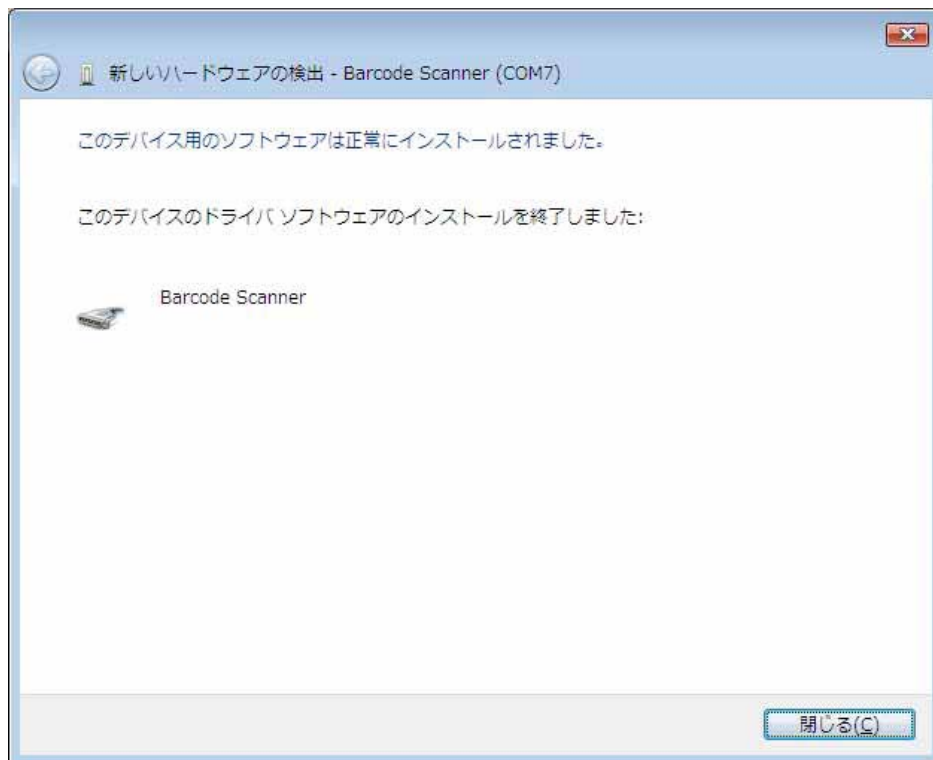 新しいハードウェアの検出 - Barcode Scanner (COM7)
このデバイス用のソフトウェアは正常にインストールされました。
このデバイスのドライバ ソフトウェアのインストールを終了しました:
Barcode Scanner
閉じる(C)